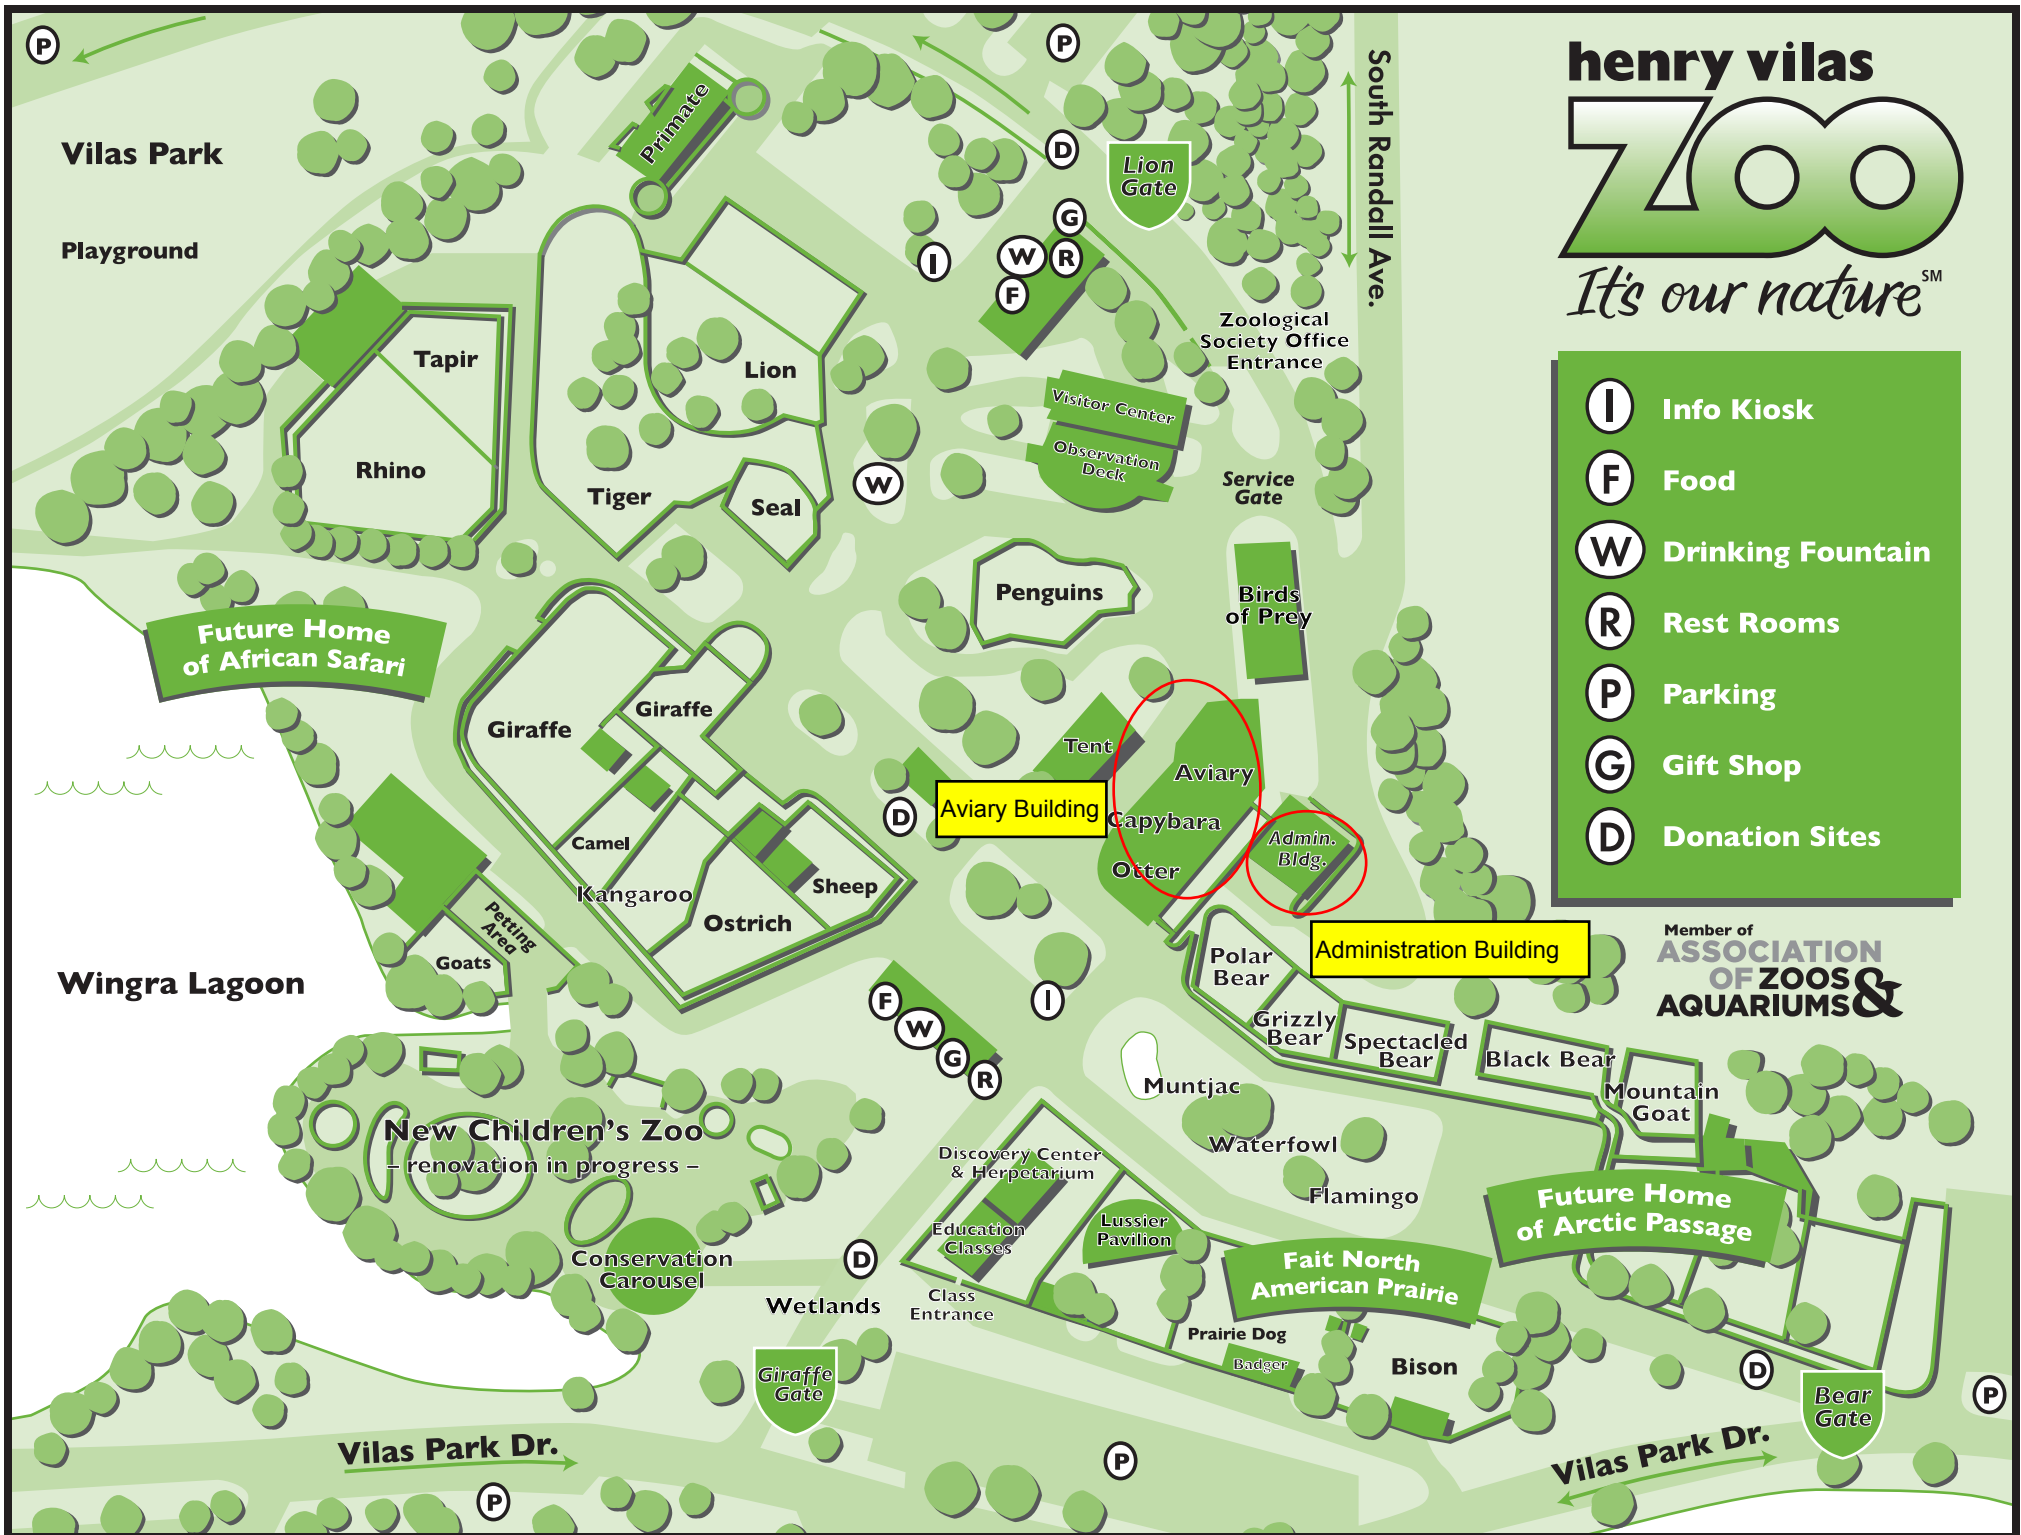 P
P
henry vilas
ZOO
It's our nature SM
South Randall Ave.
Primate
Vilas Park
Playground
D
Lion
Gate
G
W
R
I
F
Zoological
Society Office
Entrance
Tapir
Lion
Rhino
Tiger
Seal
W
Visitor Center
Observation
Deck
Service
Gate
I
Info Kiosk
F
Food
W
Drinking Fountain
R
Rest Rooms
P
Parking
G
Gift Shop
D
Donation Sites
Penguins
Birds
of Prey
Future Home
of African Safari
Giraffe
Giraffe
Tent
Aviary
Aviary Building
D
Capybara
Otter
Admin.
Bldg.
Administration Building
Camel
Kangaroo
Sheep
Ostrich
Petting
Area
Goats
Wingra Lagoon
Member of
ASSOCIATION
OF ZOOS &
AQUARIUMS
Polar
Bear
Grizzly
Bear
Spectacled
Bear
Black Bear
Mountain
Goat
F
W
G
R
I
Muntjac
Waterfowl
Flamingo
New Children's Zoo
– renovation in progress –
Discovery Center
& Herpetarium
Education
Classes
Lussier
Pavilion
Future Home
of Arctic Passage
Fait North
American Prairie
Conservation
Carousel
D
Wetlands
Class
Entrance
Prairie Dog
Badger
Bison
Giraffe
Gate
D
Bear
Gate
P
Vilas Park Dr.
P
P
Vilas Park Dr.